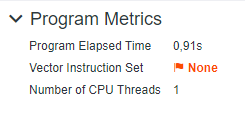 Program Metrics
Program Elapsed Time 0,91s
Vector Instruction Set None
Number of CPU Threads 1